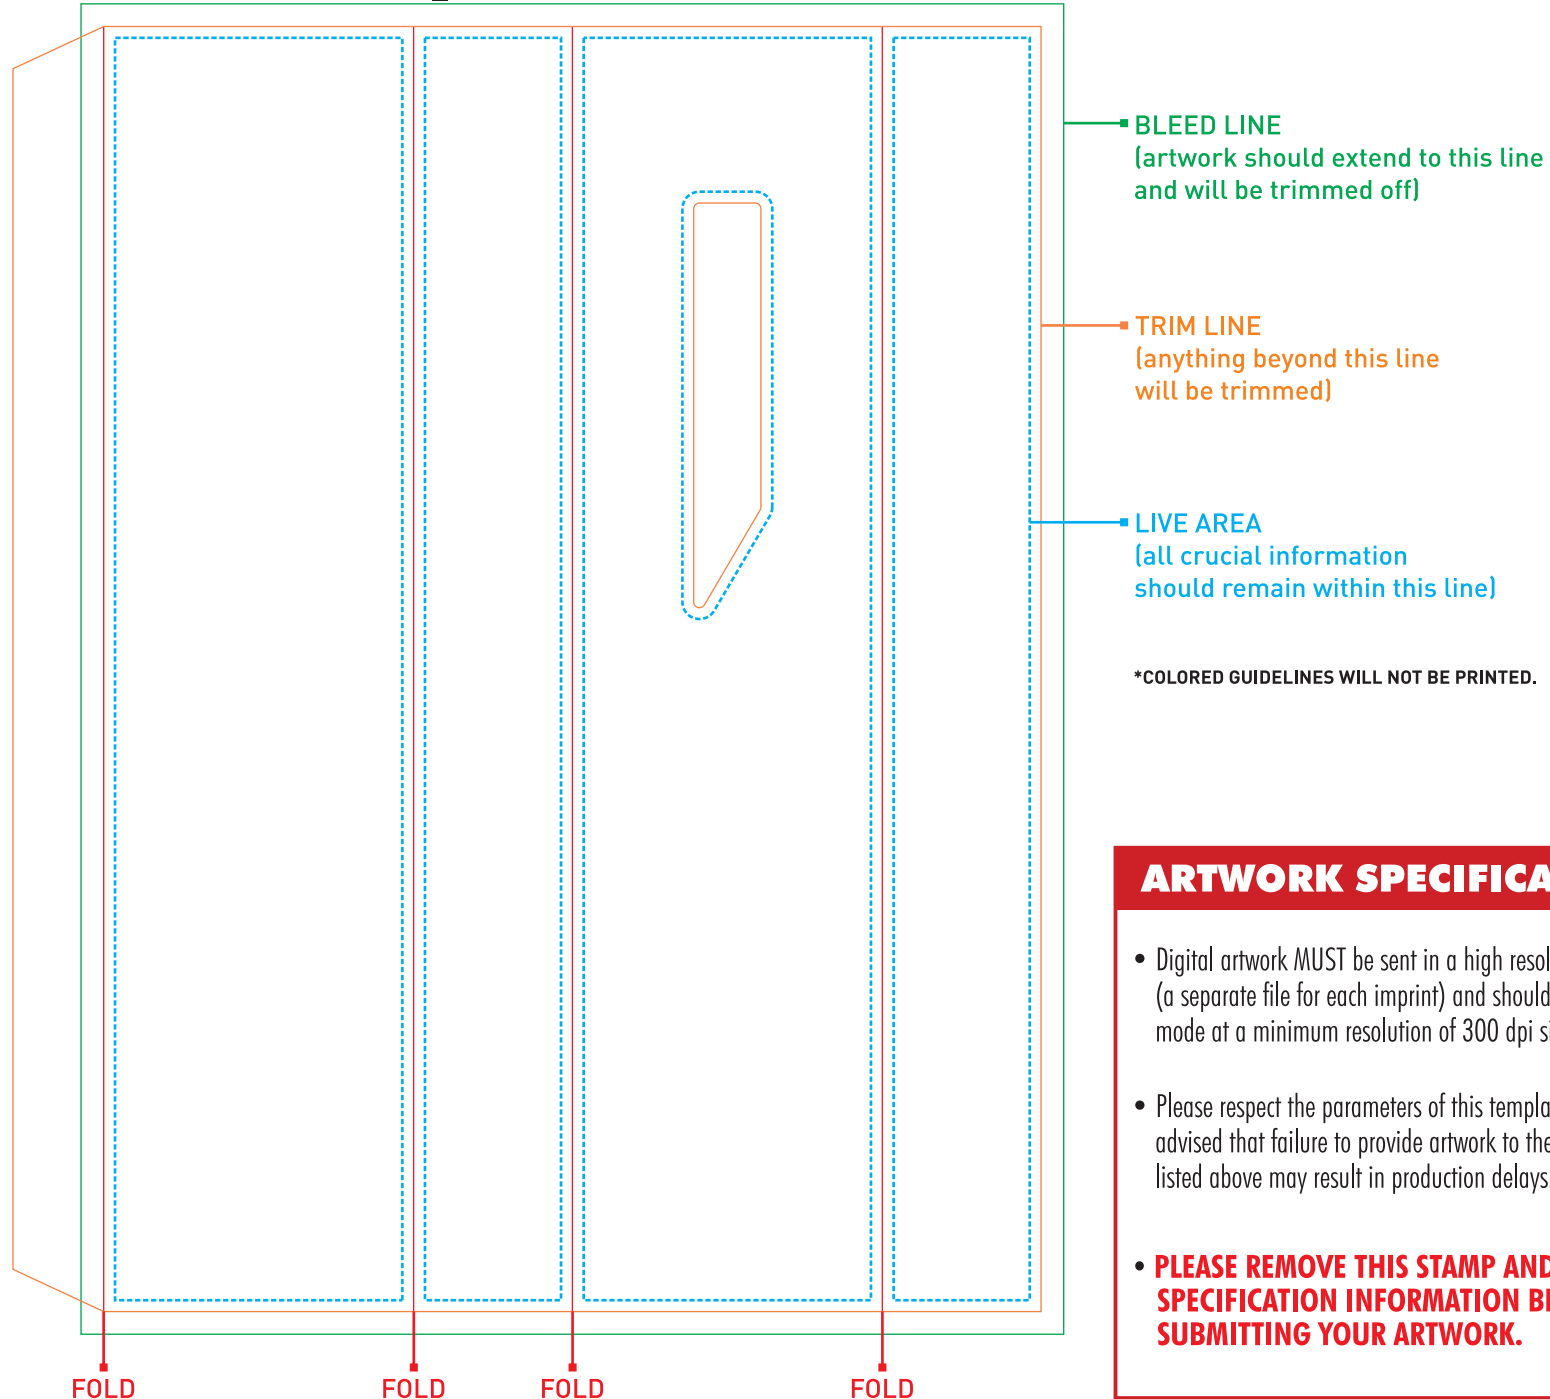 BLEED LINE
(artwork should extend to this line
and will be trimmed off)
TRIM LINE
(anything beyond this line
will be trimmed)
LIVE AREA
(all crucial information
should remain within this line)
*COLORED GUIDELINES WILL NOT BE PRINTED.
ARTWORK SPECIFICA
• Digital artwork MUST be sent in a high resol
(a separate file for each imprint) and should
mode at a minimum resolution of 300 dpi si
• Please respect the parameters of this templa
advised that failure to provide artwork to the
listed above may result in production delays
• PLEASE REMOVE THIS STAMP AND
SPECIFICATION INFORMATION BE
SUBMITTING YOUR ARTWORK.
FOLD FOLD FOLD FOLD